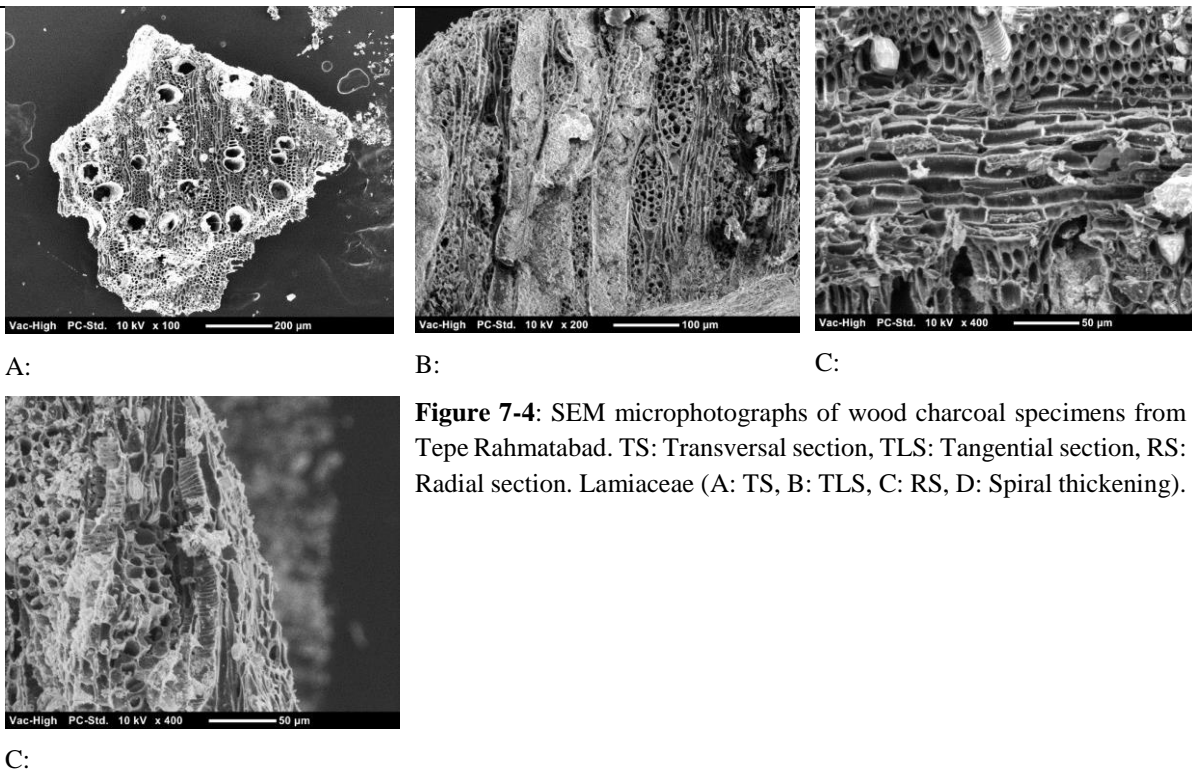 Vac-High PC-Std. 10 kV x 100 200 µm
Vac-High PC-Std. 10 kV x 200 100 µm
Vac-High PC-Std. 10 kV x 400 50 µm
A:
B:
C:
Figure 7-4: SEM microphotographs of wood charcoal specimens from
Tepe Rahmatabad. TS: Transversal section, TLS: Tangential section, RS:
Radial section. Lamiaceae (A: TS, B: TLS, C: RS, D: Spiral thickening).
Vac-High PC-Std. 10 kV x 400 50 µm
C: